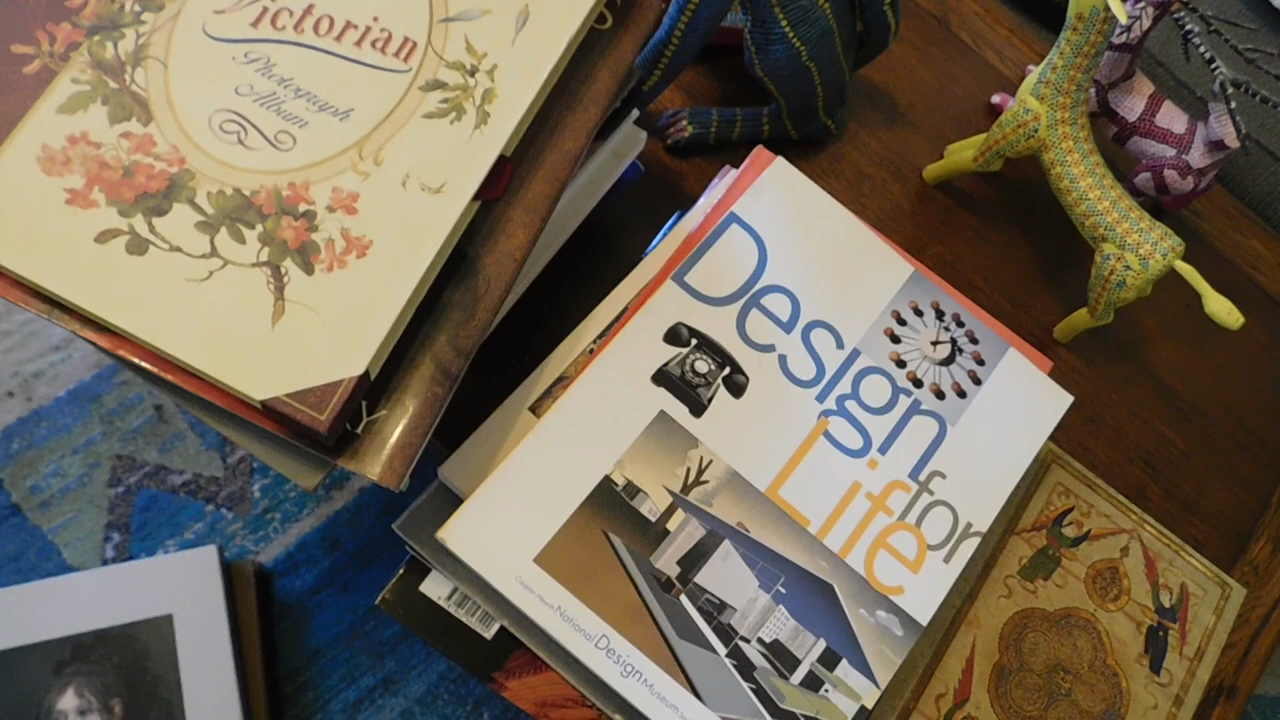 Victorian
Photograph
Album
Design
for
Life
National Design Museum